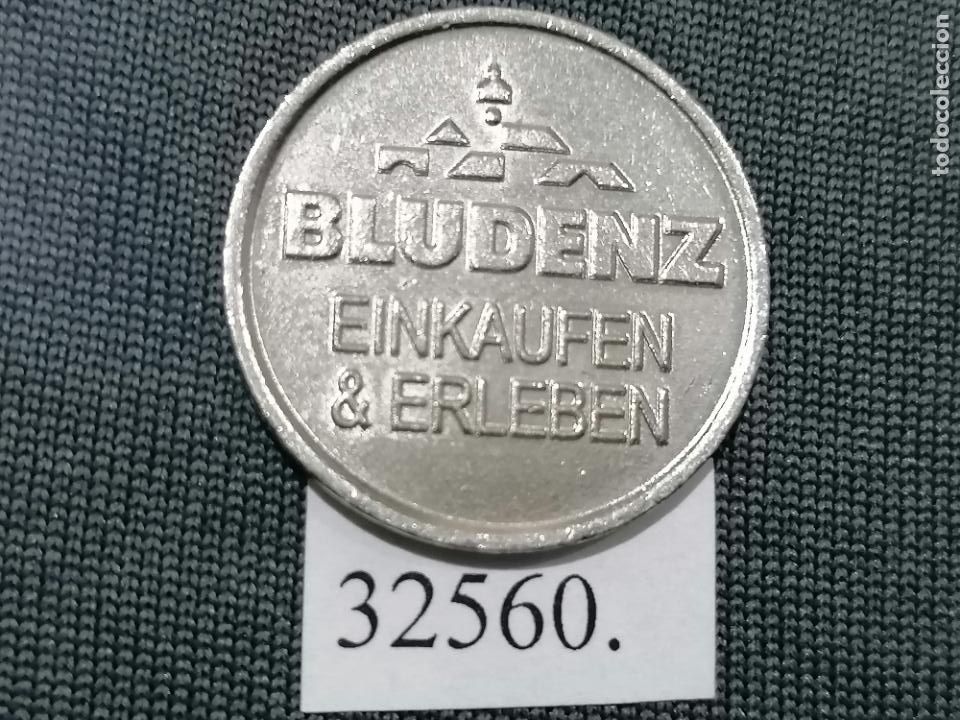 BLUDENZ
EINKAUFEN
& ERLEBEN
32560.
todocoleccion